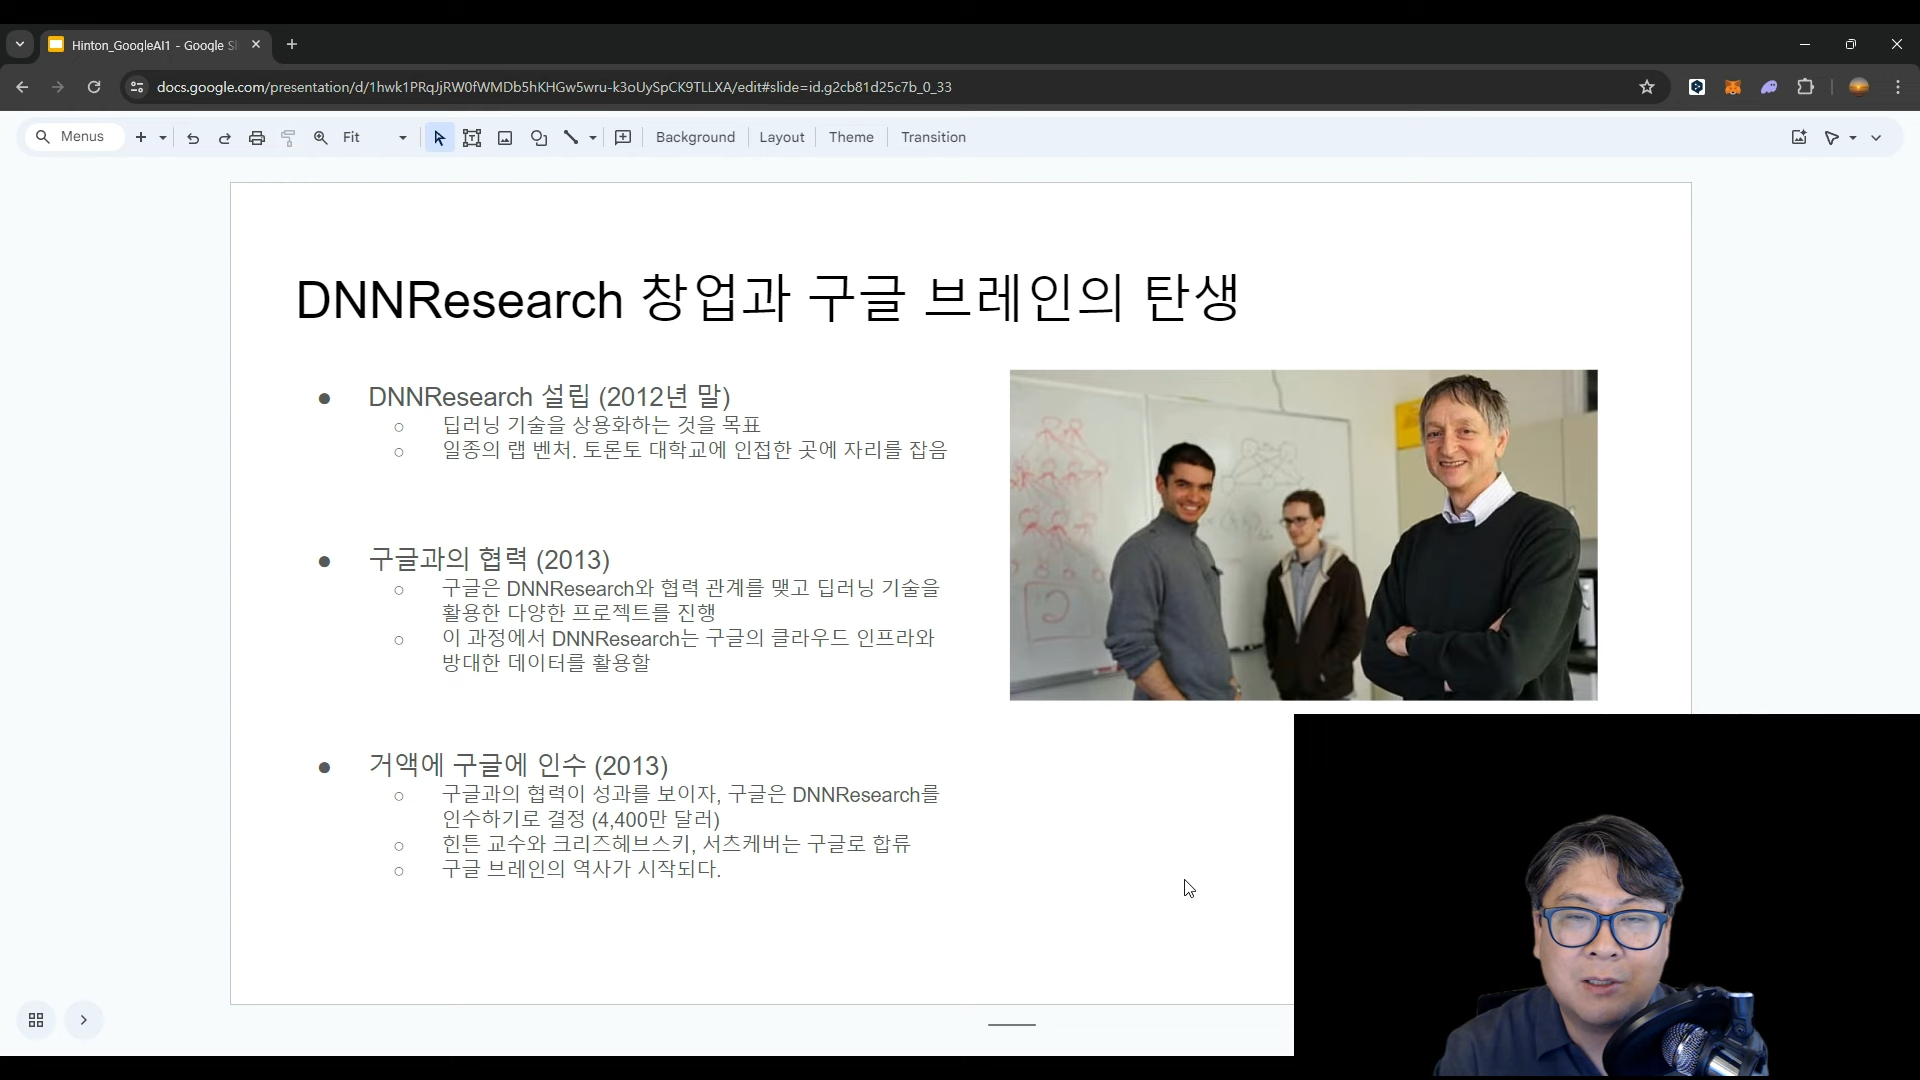 Hinton_GoogleAI1 - Google Sl
docs.google.com/presentation/d/1hwk1PRqJjRW0fWMDb5hKHGw5wru-k3oUySpCK9TLLXA/edit#slide=id.g2cb81d25c7b_0_33
Menus
Fit
Background
Layout
Theme
Transition
DNNResearch 창업과 구글 브레인의 탄생
● DNNResearch 설립 (2012년 말)
○ 딥러닝 기술을 상용화하는 것을 목표
○ 일종의 랩 벤처. 토론토 대학교에 인접한 곳에 자리를 잡음
● 구글과의 협력 (2013)
○ 구글은 DNNResearch와 협력 관계를 맺고 딥러닝 기술을
활용한 다양한 프로젝트를 진행
○ 이 과정에서 DNNResearch는 구글의 클라우드 인프라와
방대한 데이터를 활용할
● 거액에 구글에 인수 (2013)
○ 구글과의 협력이 성과를 보이자, 구글은 DNNResearch를
인수하기로 결정 (4,400만 달러)
○ 힌튼 교수와 크리즈헤브스키, 서츠케버는 구글로 합류
○ 구글 브레인의 역사가 시작되다.